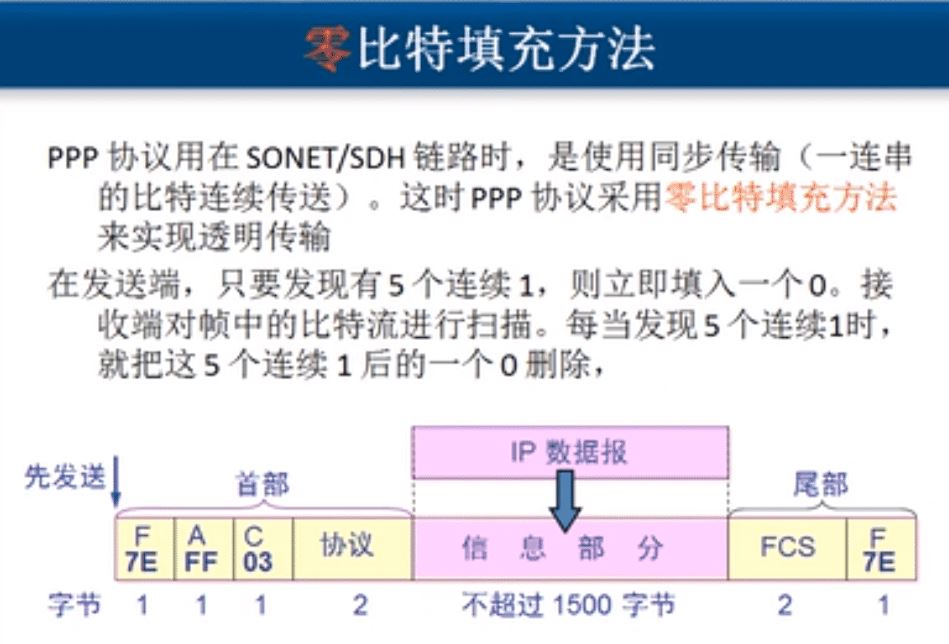 零比特填充方法
PPP 协议用在 SONET/SDH 链路时，是使用同步传输（一连串
的比特连续传送）。这时 PPP 协议采用零比特填充方法
来实现透明传输
在发送端，只要发现有 5 个连续 1，则立即填入一个 0。接
收端对帧中的比特流进行扫描。每当发现 5 个连续1时，
就把这 5 个连续 1 后的一个 0 删除，
IP 数据报
先发送 首部 尾部
F A C 协议 信息部分 FCS F
7E FF 03 7E
字节 1 1 1 2 不超过 1500 字节 2 1